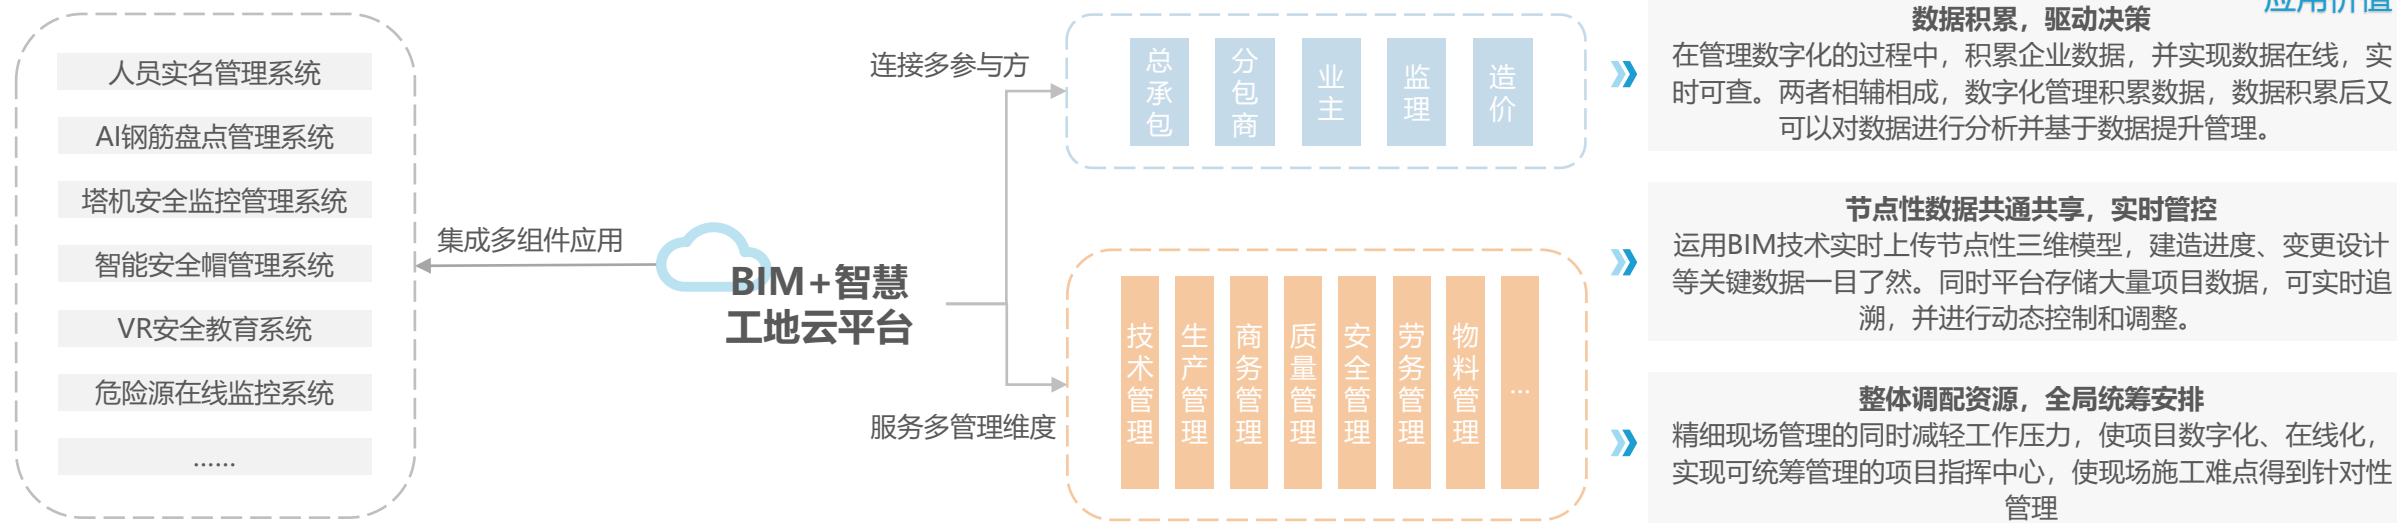 人员实名管理系统
AI钢筋盘点管理系统
塔机安全监控管理系统
智能安全帽管理系统
VR安全教育系统
危险源在线监控系统
……
集成多组件应用
BIM+智慧
工地云平台
连接多参与方
服务多管理维度
总承包
分包商
业主
监理
造价
技术管理
生产管理
商务管理
质量管理
安全管理
劳务管理
物料管理
...
应用价值
数据积累，驱动决策
在管理数字化的过程中，积累企业数据，并实现数据在线，实
时可查。两者相辅相成，数字化管理积累数据，数据积累后又
可以对数据进行分析并基于数据提升管理。
节点性数据共通共享，实时管控
运用BIM技术实时上传节点性三维模型，建造进度、变更设计
等关键数据一目了然。同时平台存储大量项目数据，可实时追
溯，并进行动态控制和调整。
整体调配资源，全局统筹安排
精细现场管理的同时减轻工作压力，使项目数字化、在线化，
实现可统筹管理的项目指挥中心，使现场施工难点得到针对性
管理